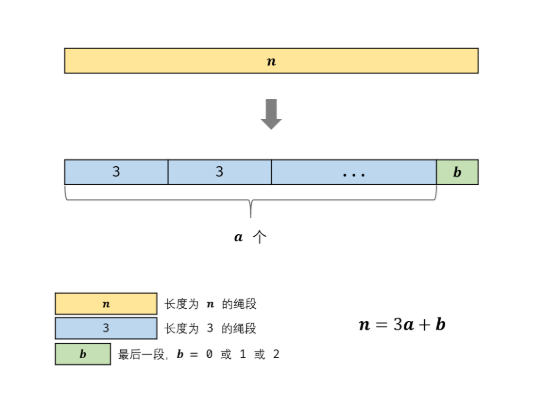 n
3 3 ... b
a 个
n 长度为 n 的绳段
3 长度为 3 的绳段
n = 3a + b
b 最后一段, b = 0 或 1 或 2